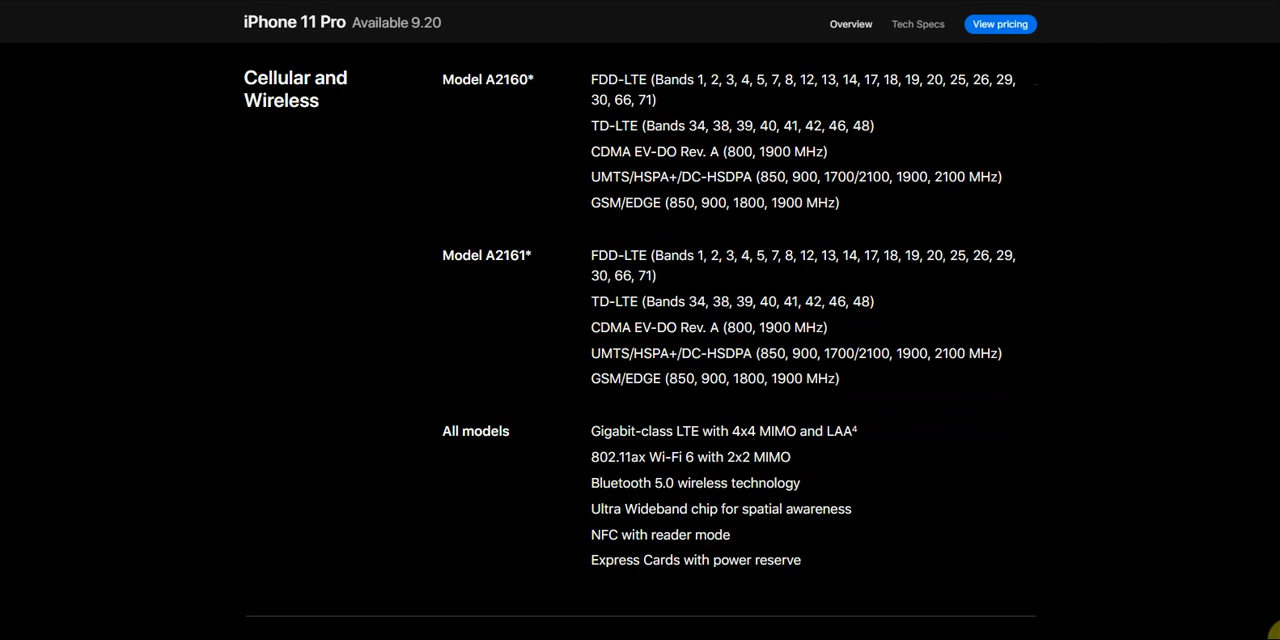 iPhone 11 Pro Available 9.20
Overview
Tech Specs
View pricing
Cellular and
Wireless
Model A2160*
FDD-LTE (Bands 1, 2, 3, 4, 5, 7, 8, 12, 13, 14, 17, 18, 19, 20, 25, 26, 29,
30, 66, 71)
TD-LTE (Bands 34, 38, 39, 40, 41, 42, 46, 48)
CDMA EV-DO Rev. A (800, 1900 MHz)
UMTS/HSPA+/DC-HSDPA (850, 900, 1700/2100, 1900, 2100 MHz)
GSM/EDGE (850, 900, 1800, 1900 MHz)
Model A2161*
FDD-LTE (Bands 1, 2, 3, 4, 5, 7, 8, 12, 13, 14, 17, 18, 19, 20, 25, 26, 29,
30, 66, 71)
TD-LTE (Bands 34, 38, 39, 40, 41, 42, 46, 48)
CDMA EV-DO Rev. A (800, 1900 MHz)
UMTS/HSPA+/DC-HSDPA (850, 900, 1700/2100, 1900, 2100 MHz)
GSM/EDGE (850, 900, 1800, 1900 MHz)
All models
Gigabit-class LTE with 4x4 MIMO and LAA⁴
802.11ax Wi-Fi 6 with 2x2 MIMO
Bluetooth 5.0 wireless technology
Ultra Wideband chip for spatial awareness
NFC with reader mode
Express Cards with power reserve